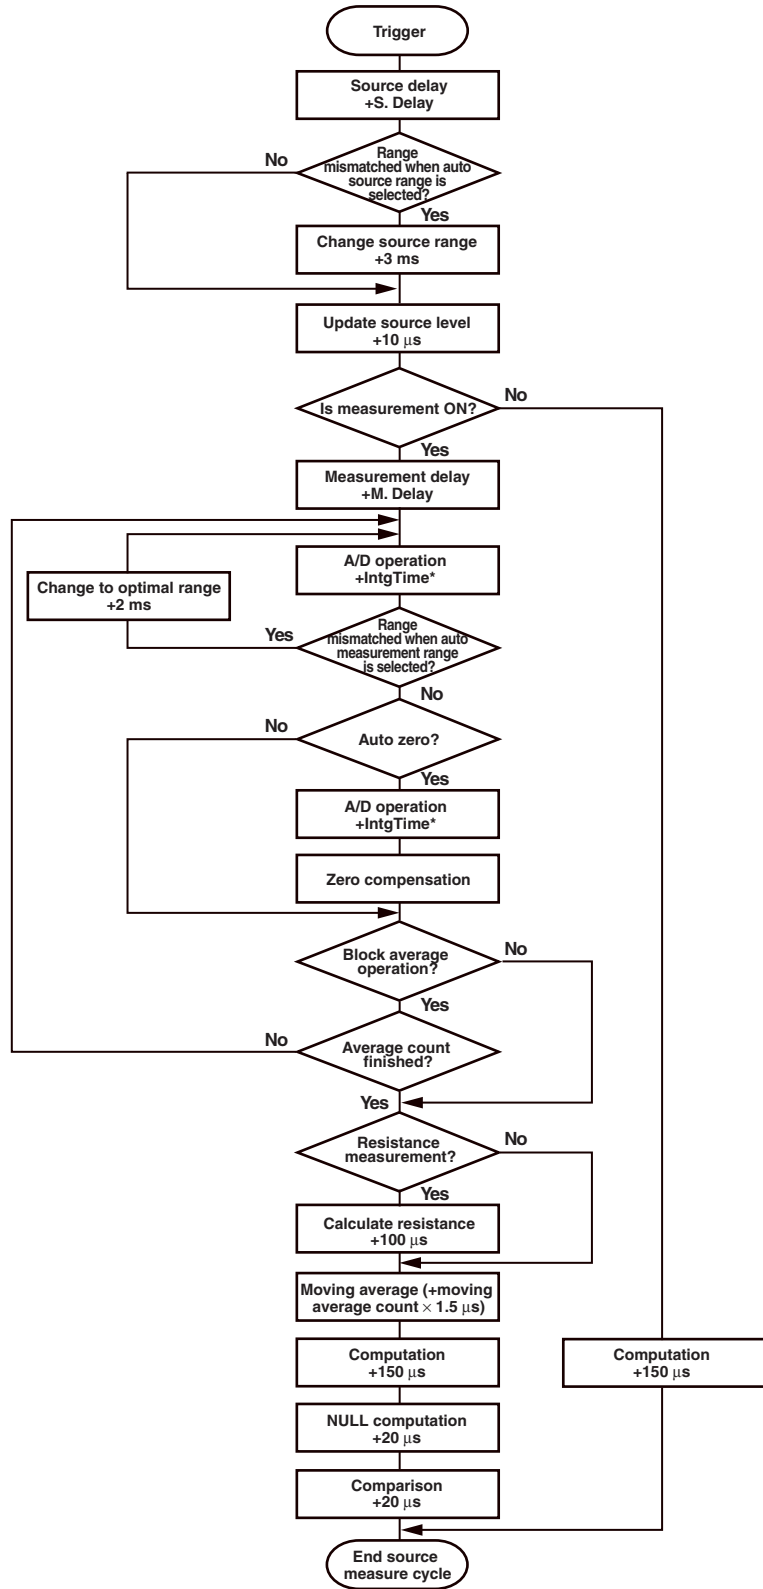 Trigger
Source delay
+S. Delay
Range
mismatched when auto
source range is
selected?
No
Yes
Change source range
+3 ms
Update source level
+10 μs
Is measurement ON?
No
Yes
Measurement delay
+M. Delay
A/D operation
+IntgTime*
Change to optimal range
+2 ms
Range
mismatched when auto
measurement range
is selected?
Yes
No
Auto zero?
No
Yes
A/D operation
+IntgTime*
Zero compensation
Block average
operation?
No
Yes
Average count
finished?
No
Yes
Resistance
measurement?
No
Yes
Calculate resistance
+100 μs
Moving average (+moving
average count × 1.5 μs)
Computation
+150 μs
Computation
+150 μs
NULL computation
+20 μs
Comparison
+20 μs
End source
measure cycle